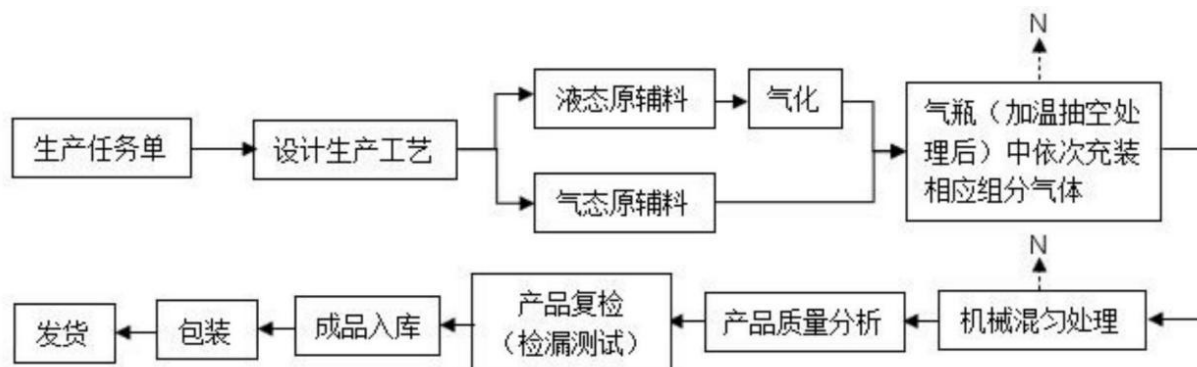 N
生产任务单
设计生产工艺
液态原辅料
气化
气态原辅料
气瓶（加温抽空处
理后）中依次充装
相应组分气体
N
机械混匀处理
产品质量分析
产品复检
（检漏测试）
成品入库
包装
发货